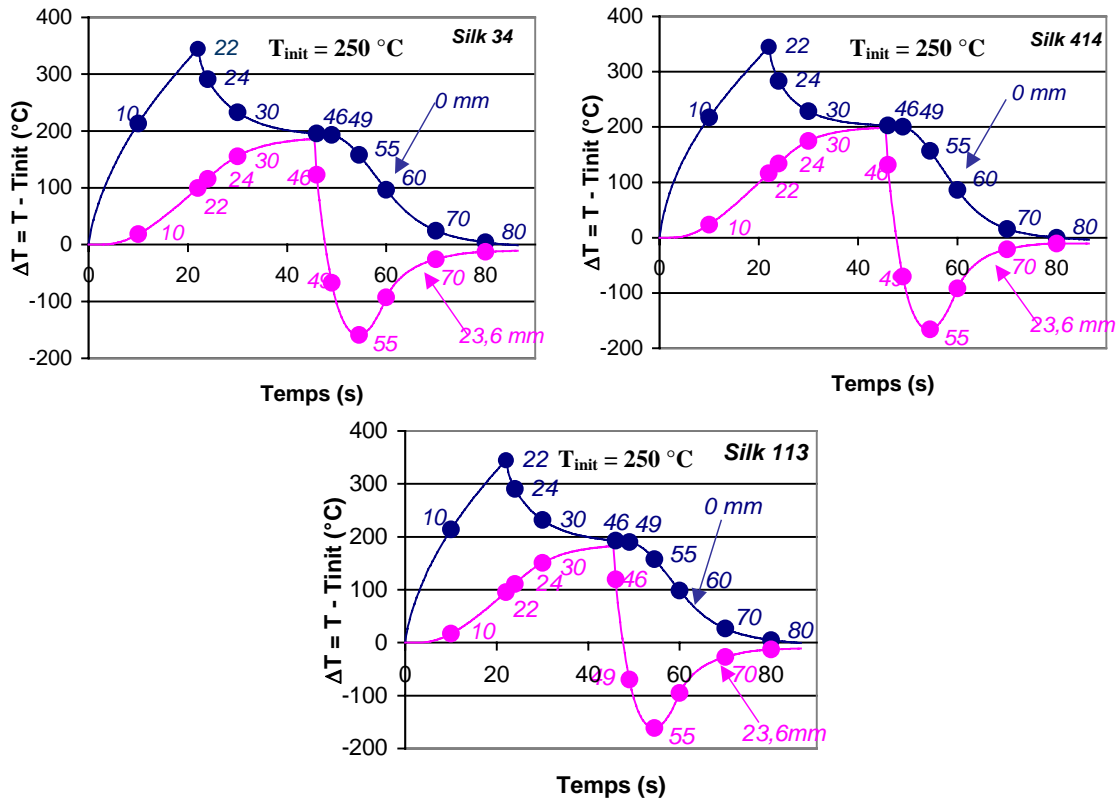 Silk 34
T_init = 250 °C
400
300
200
100
0
-100
-200
0 20 40 60 80
10 22 24 30 46 49 55 60 70 80
0 mm
10 22 24 30 46 49 55 70
23,6 mm
ΔT = T - Tinit (°C)
Temps (s)
Silk 414
T_init = 250 °C
400
300
200
100
0
-100
-200
0 20 40 60 80
10 22 24 30 46 49 55 60 70 80
0 mm
10 22 24 30 46 49 55 70
23,6 mm
ΔT = T - Tinit (°C)
Temps (s)
Silk 113
T_init = 250 °C
400
300
200
100
0
-100
-200
0 20 40 60 80
10 22 24 30 46 49 55 60 70 80
0 mm
10 22 24 30 46 49 55 70
23,6mm
ΔT = T - Tinit (°C)
Temps (s)